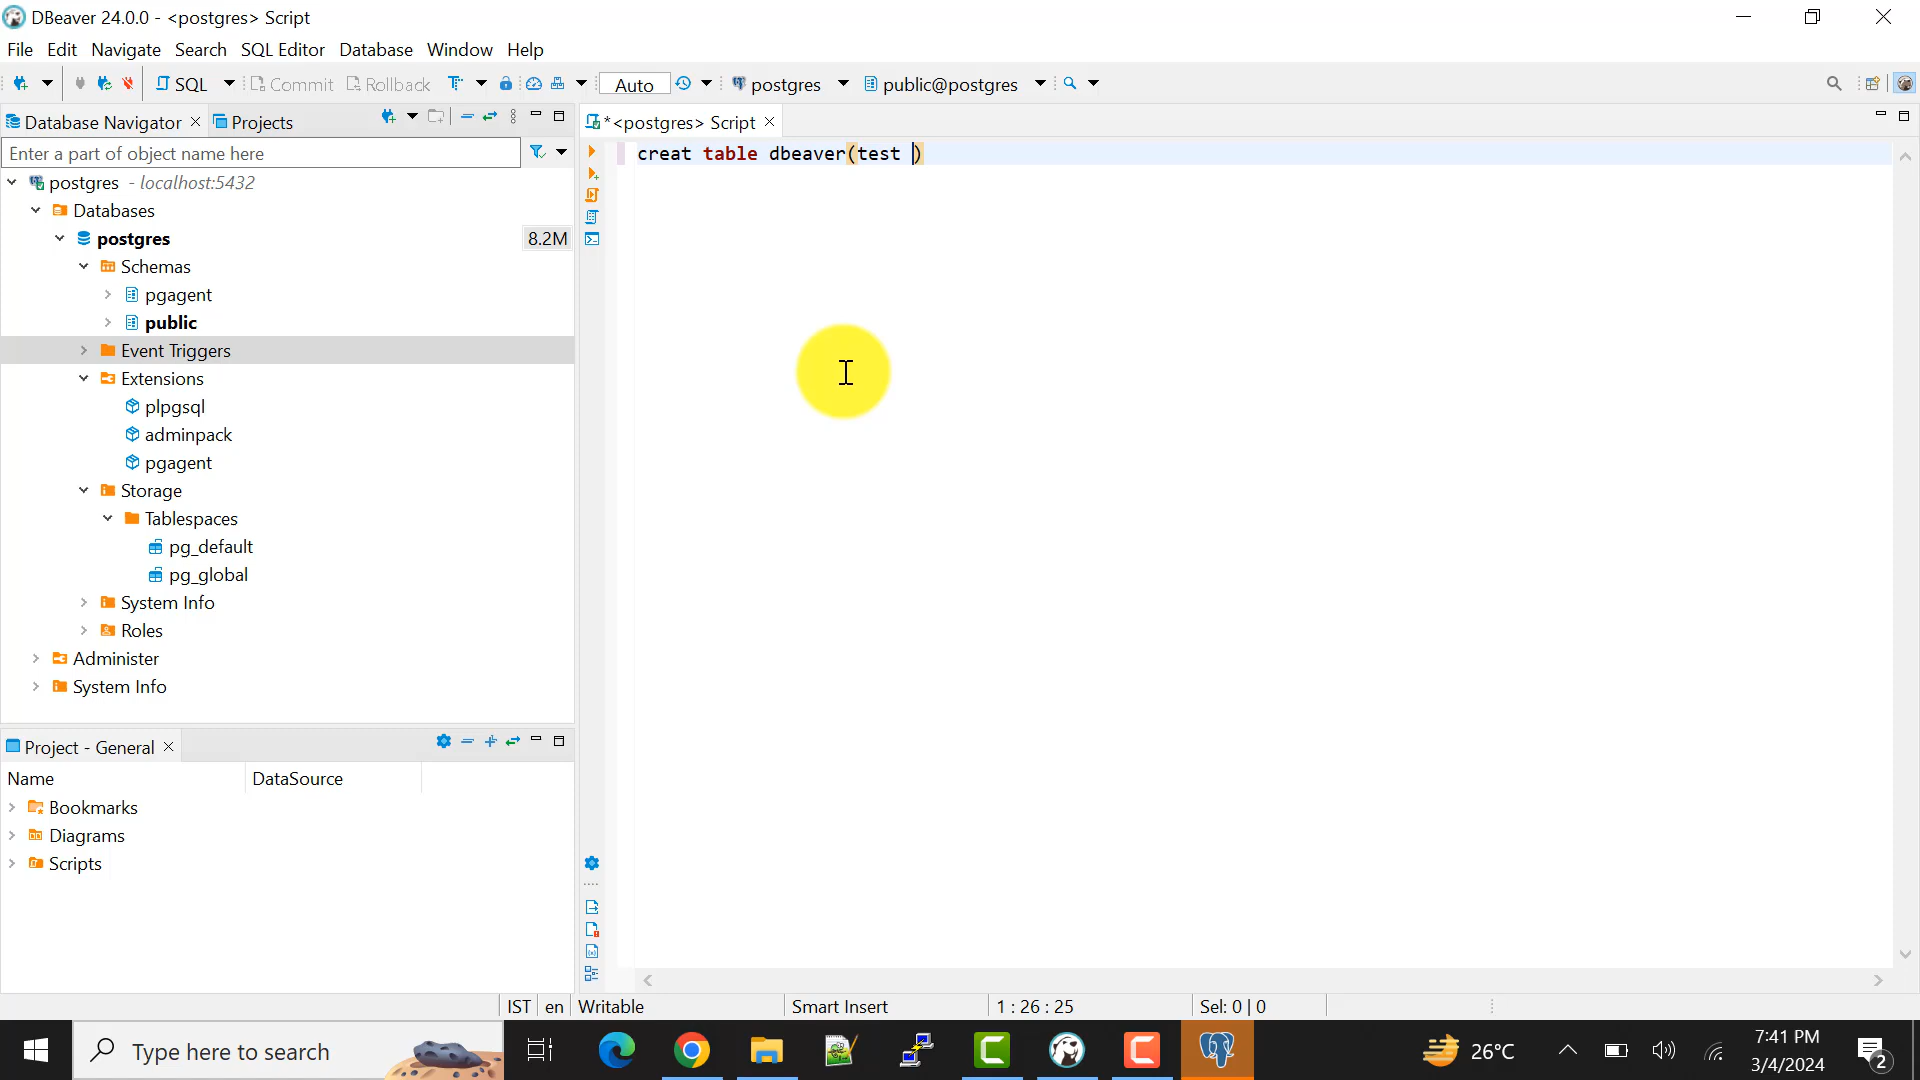 DBeaver 24.0.0 - <postgres> Script
File Edit Navigate Search SQL Editor Database Window Help
SQL Commit Rollback Auto postgres public@postgres
Database Navigator Projects
*<postgres> Script
Enter a part of object name here
creat table dbeaver(test )
postgres - localhost:5432
Databases
postgres 8.2M
Schemas
pgagent
public
Event Triggers
Extensions
plpgsql
adminpack
pgagent
Storage
Tablespaces
pg_default
pg_global
System Info
Roles
Administer
System Info
Project - General
Name DataSource
Bookmarks
Diagrams
Scripts
IST en Writable Smart Insert 1 : 26 : 25 Sel: 0 | 0
Type here to search
26°C
7:41 PM
3/4/2024
2